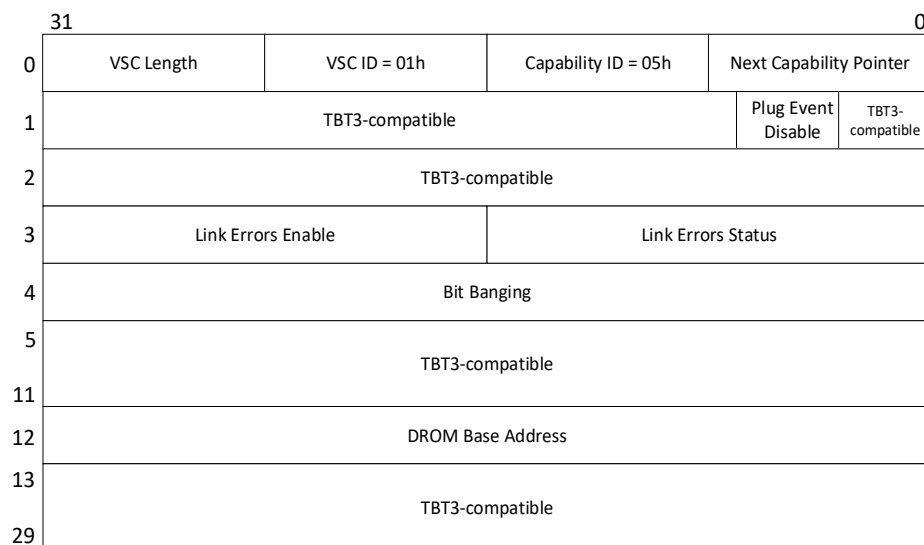 31 0
0 VSC Length VSC ID = 01h Capability ID = 05h Next Capability Pointer
1 TBT3-compatible Plug Event Disable TBT3-compatible
2 TBT3-compatible
3 Link Errors Enable Link Errors Status
4 Bit Banging
5
TBT3-compatible
11
12 DROM Base Address
13
TBT3-compatible
29